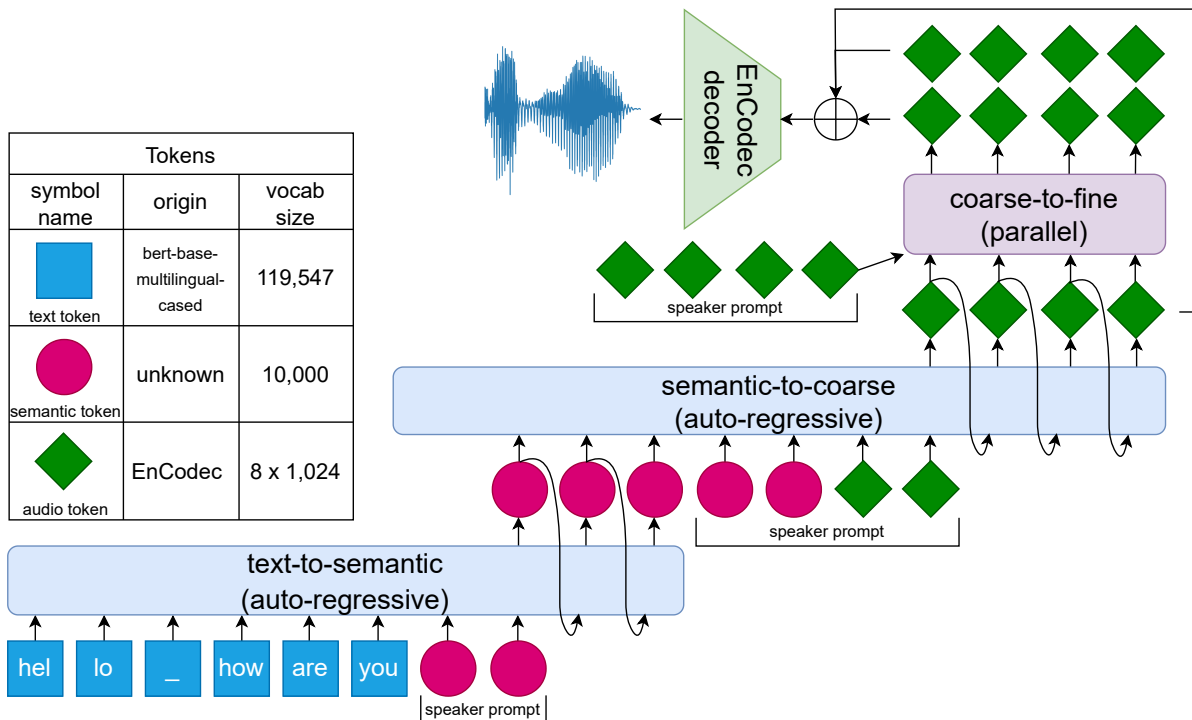 Tokens
symbol
name
origin
vocab
size
text token
bert-base-
multilingual-
cased
119,547
semantic token
unknown
10,000
audio token
EnCodec
8 x 1,024
EnCodec
decoder
coarse-to-fine
(parallel)
speaker prompt
semantic-to-coarse
(auto-regressive)
speaker prompt
text-to-semantic
(auto-regressive)
hel lo _ how are you
speaker prompt